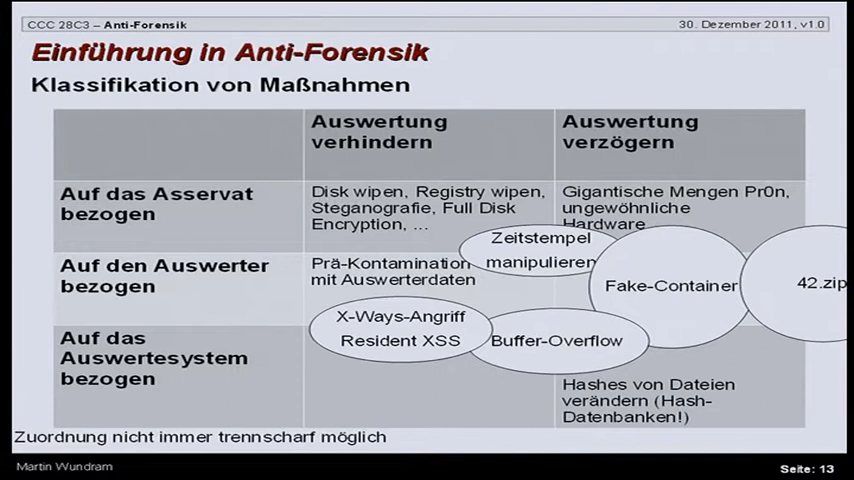 CCC 28C3 – Anti-Forensik
30. Dezember 2011, v1.0
Einführung in Anti-Forensik
Klassifikation von Maßnahmen
Auswertung
verhindern
Auswertung
verzögern
Auf das Asservat
bezogen
Disk wipen, Registry wipen,
Steganografie, Full Disk
Encryption, ...
Gigantische Mengen Pr0n,
ungewöhnliche
Hardware
Auf den Auswerter
bezogen
Prä-Kontamination
mit Auswerterdaten
Zeitstempel
manipulieren
Fake-Container
42.zip
Auf das
Auswertesystem
bezogen
X-Ways-Angriff
Resident XSS
Buffer-Overflow
Hashes von Dateien
verändern (Hash-
Datenbanken!)
Zuordnung nicht immer trennscharf möglich
Martin Wundram
Seite: 13